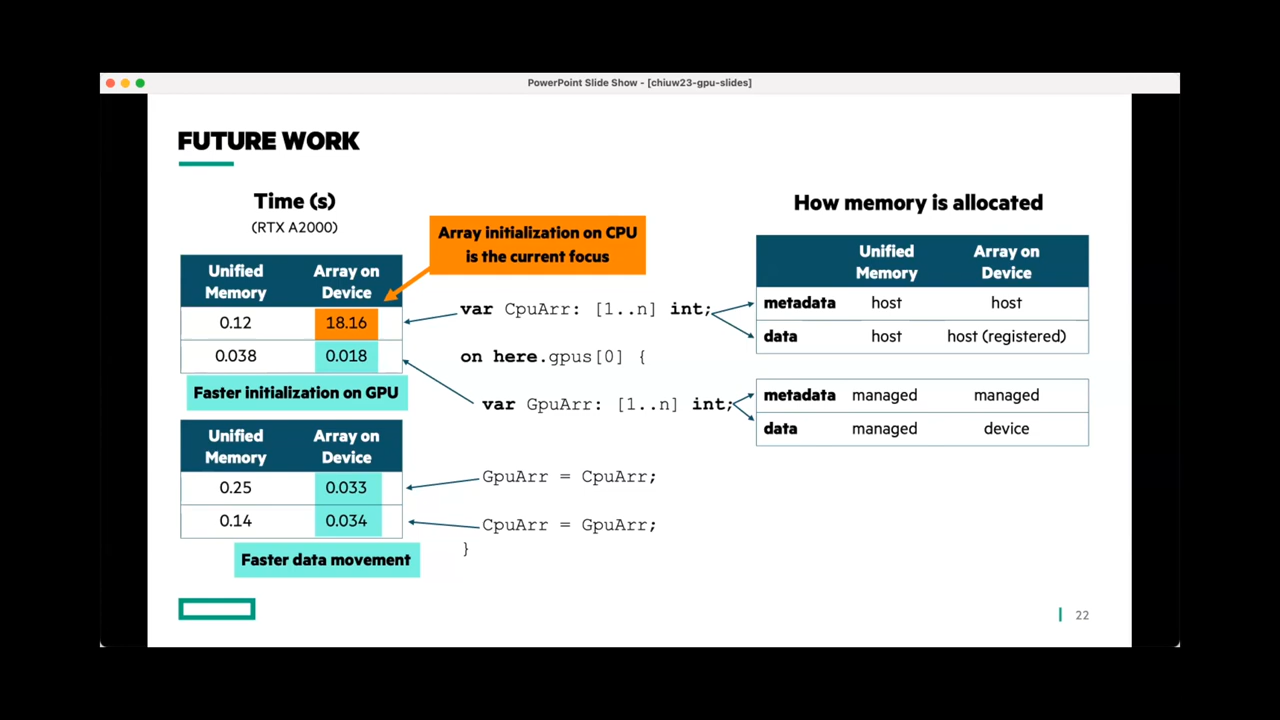 PowerPoint Slide Show - [chiuw23-gpu-slides]
FUTURE WORK
Time (s)
(RTX A2000)
Unified Memory Array on Device
0.12 18.16
0.038 0.018
Faster initialization on GPU
Unified Memory Array on Device
0.25 0.033
0.14 0.034
Faster data movement
Array initialization on CPU
is the current focus
var CpuArr: [1..n] int;
on here.gpus[0] {
var GpuArr: [1..n] int;
GpuArr = CpuArr;
CpuArr = GpuArr;
}
How memory is allocated
Unified Memory Array on Device
metadata host host
data host host (registered)
metadata managed managed
data managed device
22